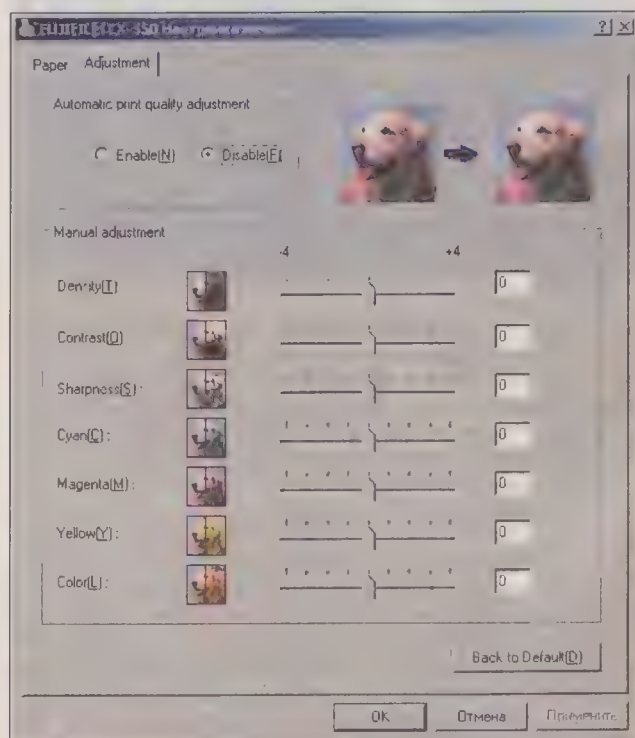 Paper Adjustment
Automatic print quality adjustment
Enable(N) Disable(F)
Manual adjustment
-4 +4
Density(T) 0
Contrast(O) 0
Sharpness(S): 0
Cyan(C): 0
Magenta(M): 0
Yellow(Y): 0
Color(L): 0
Back to Default(D)
OK Отмена Применить